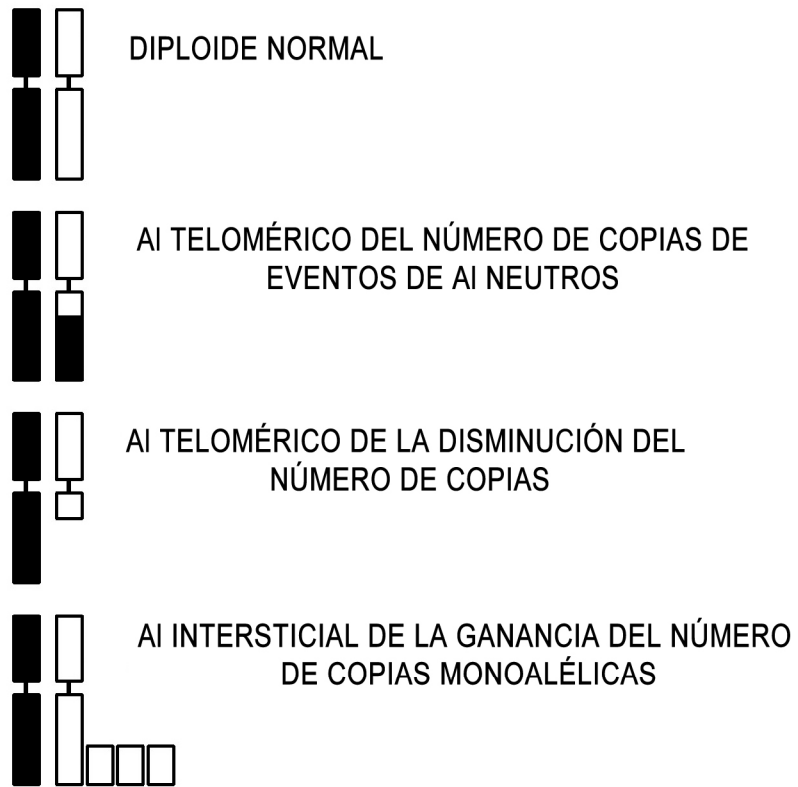 DIPLOIDE NORMAL
AI TELOMÉRICO DEL NÚMERO DE COPIAS DE
EVENTOS DE AI NEUTROS
AI TELOMÉRICO DE LA DISMINUCIÓN DEL
NÚMERO DE COPIAS
AI INTERSTICIAL DE LA GANANCIA DEL NÚMERO
DE COPIAS MONOALÉLICAS